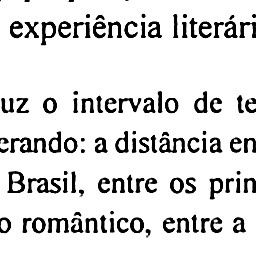 experiência literári
uz o intervalo de te
erando: a distância en
Brasil, entre os prin
o romântico, entre a